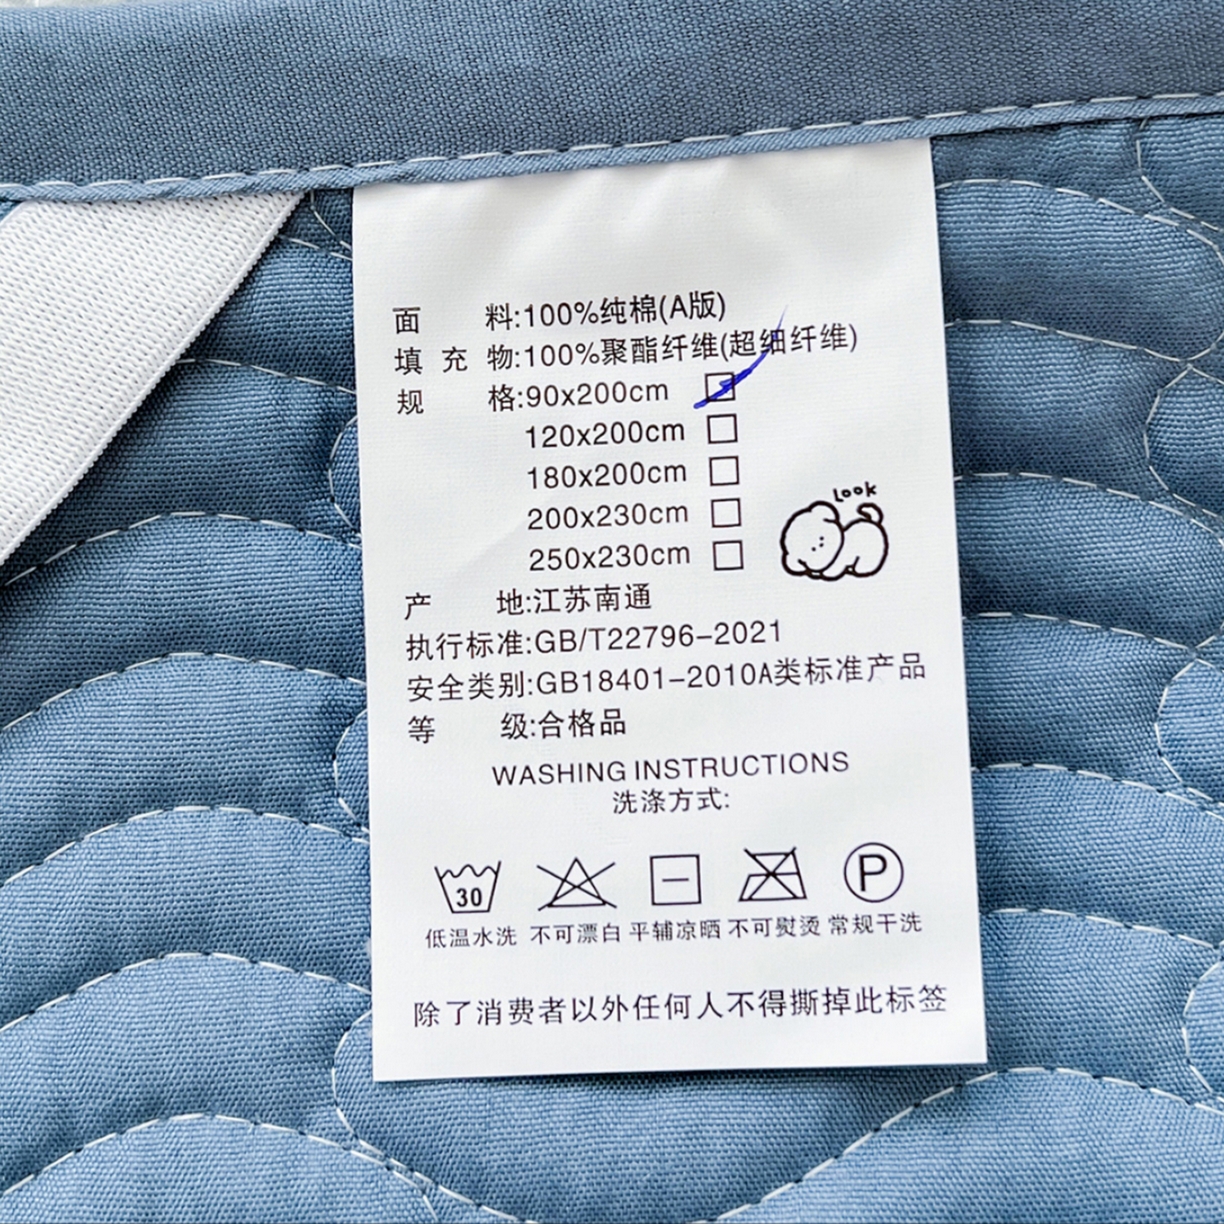 面 料:100%纯棉(A版)
填 充 物:100%聚酯纤维(超细纤维)
规 格:90x200cm
120x200cm
180x200cm
200x230cm
250x230cm
Look
产 地:江苏南通
执行标准:GB/T22796-2021
安全类别:GB18401-2010A类标准产品
等 级:合格品
WASHING INSTRUCTIONS
洗涤方式:
30 P
低温水洗 不可漂白 平辅凉晒 不可熨烫 常规干洗
除了消费者以外任何人不得撕掉此标签